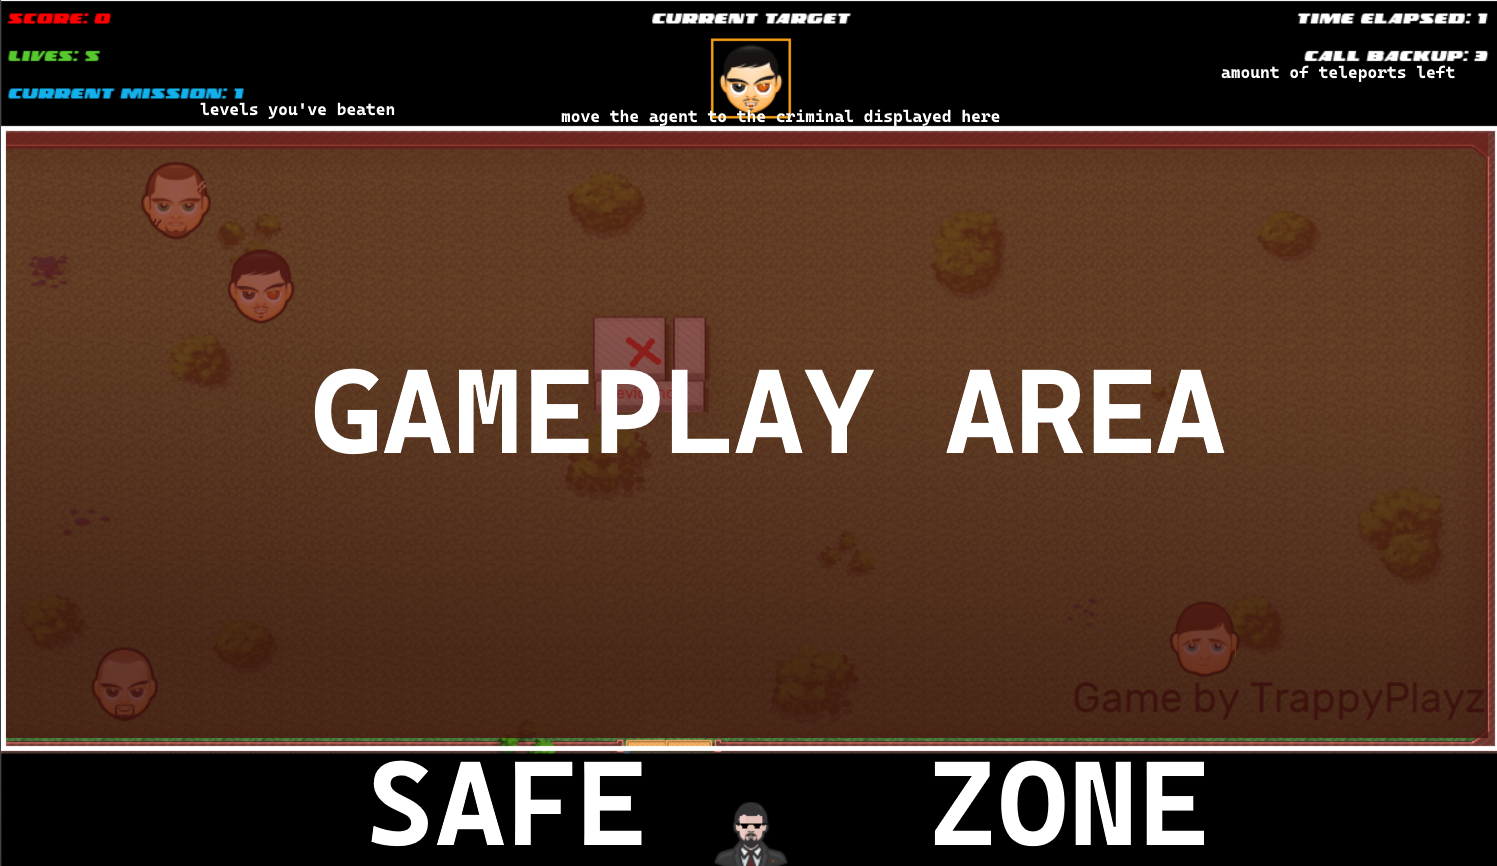 SCORE: 0
CURRENT TARGET
TIME ELAPSED: 1
LIVES: 5
CALL BACKUP: 3
amount of teleports left
CURRENT MISSION: 1
levels you've beaten
move the agent to the criminal displayed here
GAMEPLAY AREA
Game by TrappyPlayz
SAFE ZONE